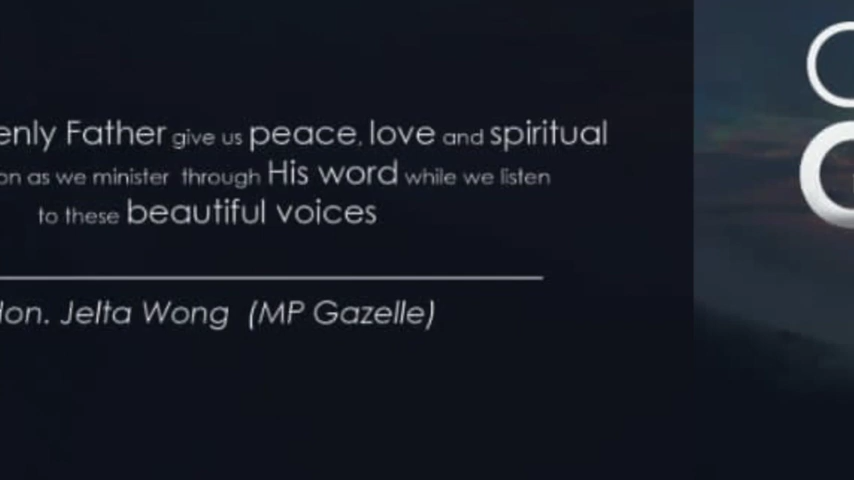 enly Father give us peace, love and spiritual
on as we minister through His word while we listen
to these beautiful voices
on. Jelta Wong (MP Gazelle)